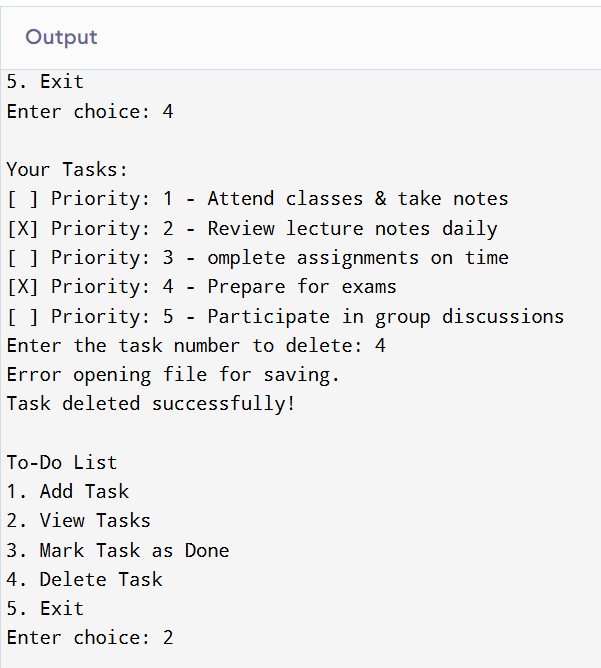 Output
5. Exit
Enter choice: 4
Your Tasks:
[ ] Priority: 1 - Attend classes & take notes
[X] Priority: 2 - Review lecture notes daily
[ ] Priority: 3 - omplete assignments on time
[X] Priority: 4 - Prepare for exams
[ ] Priority: 5 - Participate in group discussions
Enter the task number to delete: 4
Error opening file for saving.
Task deleted successfully!
To-Do List
1. Add Task
2. View Tasks
3. Mark Task as Done
4. Delete Task
5. Exit
Enter choice: 2